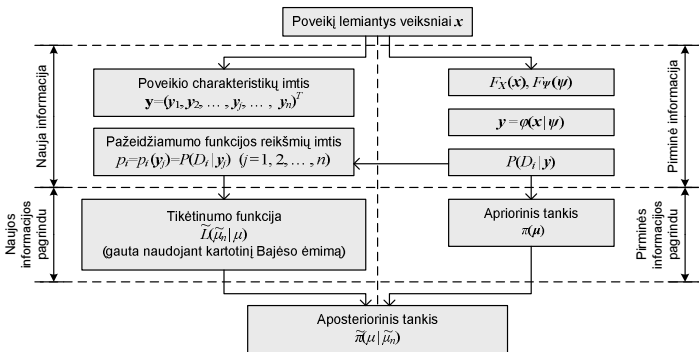 Poveikį lemiantys veiksniai x
Nauja informacija
Poveikio charakteristikų imtis
y=(y₁, y₂, … , yⱼ, … , yₙ)ᵀ
Pažeidžiamumo funkcijos reikšmių imtis
pᵢ=pᵢ(yⱼ)=P(Dᵢ | yⱼ) (j = 1, 2, … , n)
F_X(x), F_Ψ(ψ)
y = φ(x | ψ)
P(Dᵢ | y)
Pirminė informacija
Naujos
informacijos
pagrindu
Tikėtinumo funkcija
L̃(μ̃ₙ | μ)
(gauta naudojant kartotinį Bajėso ėmimą)
Apriorinis tankis
π(μ)
Pirminės
informacijos
pagrindu
Aposteriorinis tankis
π̃(μ | μ̃ₙ)